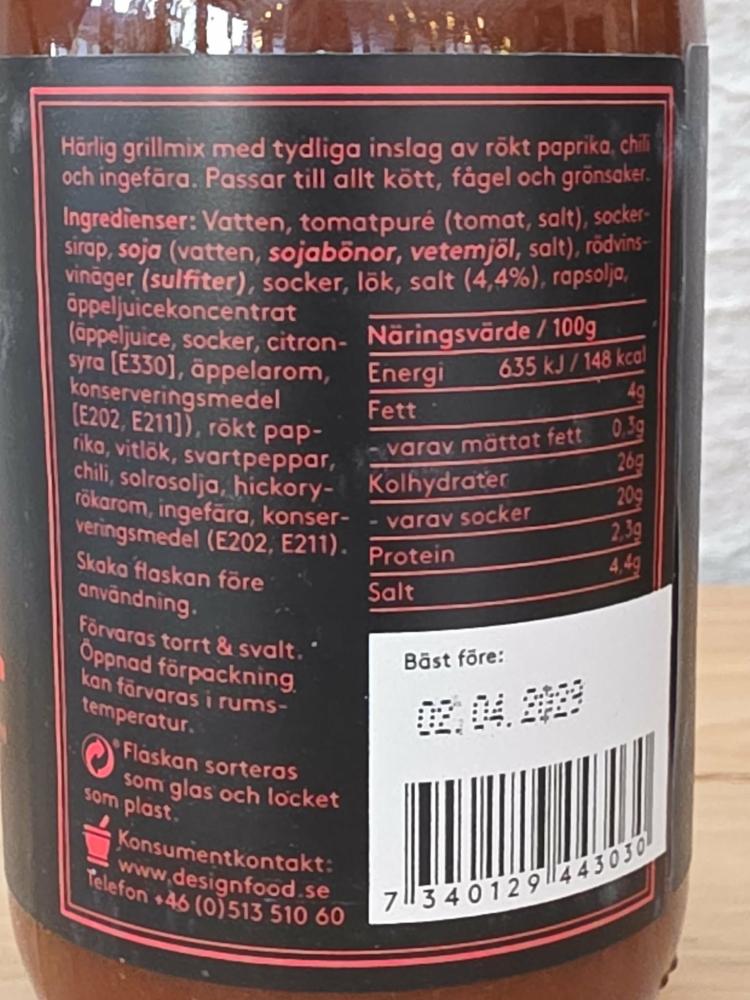 Härlig grillmix med tydliga inslag av rökt paprika, chili
och ingefära. Passar till allt kött, fågel och grönsaker.
Ingredienser: Vatten, tomatpuré (tomat, salt), socker-
sirap, soja (vatten, sojabönor, vetemjöl, salt), rödvins-
vinäger (sulfiter), socker, lök, salt (4,4%), rapsolja,
äppeljuicekoncentrat
(äppeljuice, socker, citron-
syra [E330], äppelarom,
konserveringsmedel
[E202, E211]), rökt pap-
rika, vitlök, svartpeppar,
chili, solrosolja, hickory-
rökarom, ingefära, konser-
veringsmedel (E202, E211).
Skaka flaskan före
användning.
Förvaras torrt & svalt.
Öppnad förpackning
kan färvaras i rums-
temperatur.
Flaskan sorteras
som glas och locket
som plast.
Konsumentkontakt:
www.designfood.se
Telefon +46 (0)513 510 60
Näringsvärde / 100g
Energi 635 kJ / 148 kcal
Fett 4g
- varav mättat fett 0,3g
Kolhydrater 26g
- varav socker 20g
Protein 2,3g
Salt 4,4g
Bäst före:
02.04.2023
7 340129 443030